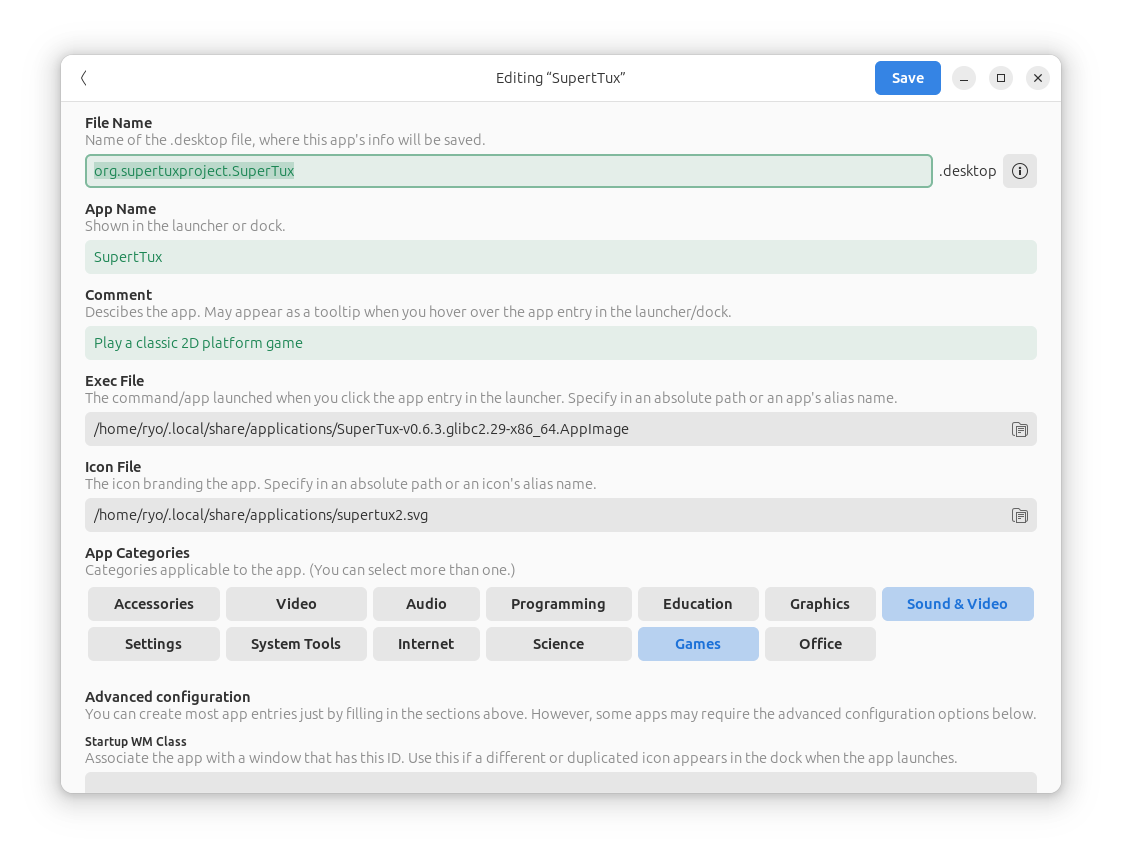 Editing “SupertTux”
Save
File Name
Name of the .desktop file, where this app's info will be saved.
org.supertuxproject.SuperTux .desktop
App Name
Shown in the launcher or dock.
SupertTux
Comment
Descibes the app. May appear as a tooltip when you hover over the app entry in the launcher/dock.
Play a classic 2D platform game
Exec File
The command/app launched when you click the app entry in the launcher. Specify in an absolute path or an app's alias name.
/home/ryo/.local/share/applications/SuperTux-v0.6.3.glibc2.29-x86_64.AppImage
Icon File
The icon branding the app. Specify in an absolute path or an icon's alias name.
/home/ryo/.local/share/applications/supertux2.svg
App Categories
Categories applicable to the app. (You can select more than one.)
Accessories Video Audio Programming Education Graphics Sound & Video
Settings System Tools Internet Science Games Office
Advanced configuration
You can create most app entries just by filling in the sections above. However, some apps may require the advanced configuration options below.
Startup WM Class
Associate the app with a window that has this ID. Use this if a different or duplicated icon appears in the dock when the app launches.